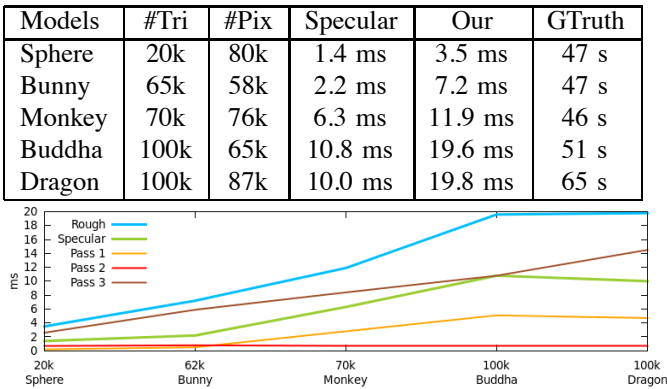 Models #Tri #Pix Specular Our GTruth
Sphere 20k 80k 1.4 ms 3.5 ms 47 s
Bunny 65k 58k 2.2 ms 7.2 ms 47 s
Monkey 70k 76k 6.3 ms 11.9 ms 46 s
Buddha 100k 65k 10.8 ms 19.6 ms 51 s
Dragon 100k 87k 10.0 ms 19.8 ms 65 s
20
18
16
14
12
10
8
6
4
2
0
ms
Rough
Specular
Pass 1
Pass 2
Pass 3
20k 62k 70k 100k 100k
Sphere Bunny Monkey Buddha Dragon